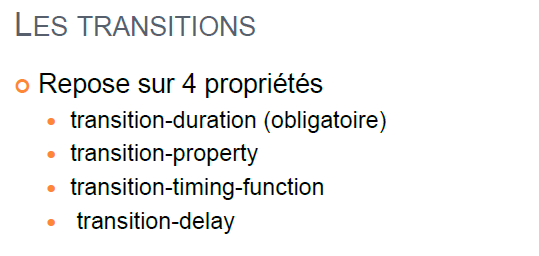 LES TRANSITIONS
Repose sur 4 propriétés
transition-duration (obligatoire)
transition-property
transition-timing-function
transition-delay